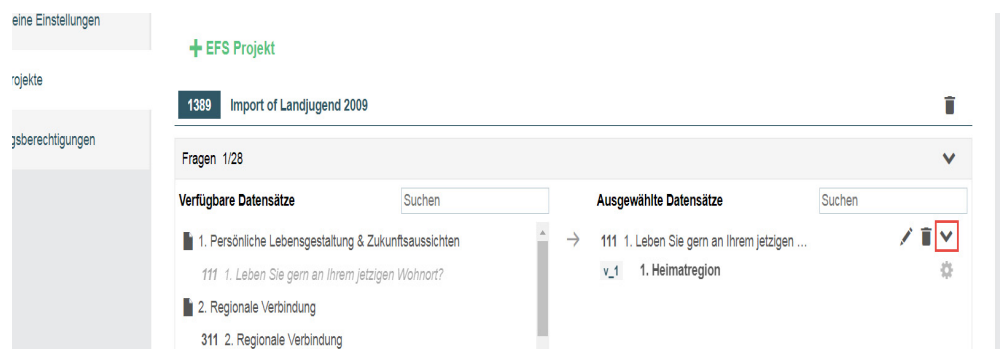 eine Einstellungen
EFS Projekt
rojekte
1389 Import of Landjugend 2009
gsberechtigungen
Fragen 1/28
Verfügbare Datensätze
Suchen
Ausgewählte Datensätze
Suchen
1. Persönliche Lebensgestaltung & Zukunftsaussichten
111 1. Leben Sie gern an Ihrem jetzigen Wohnort?
2. Regionale Verbindung
311 2. Regionale Verbindung
111 1. Leben Sie gern an Ihrem jetzigen ...
v_1 1. Heimatregion